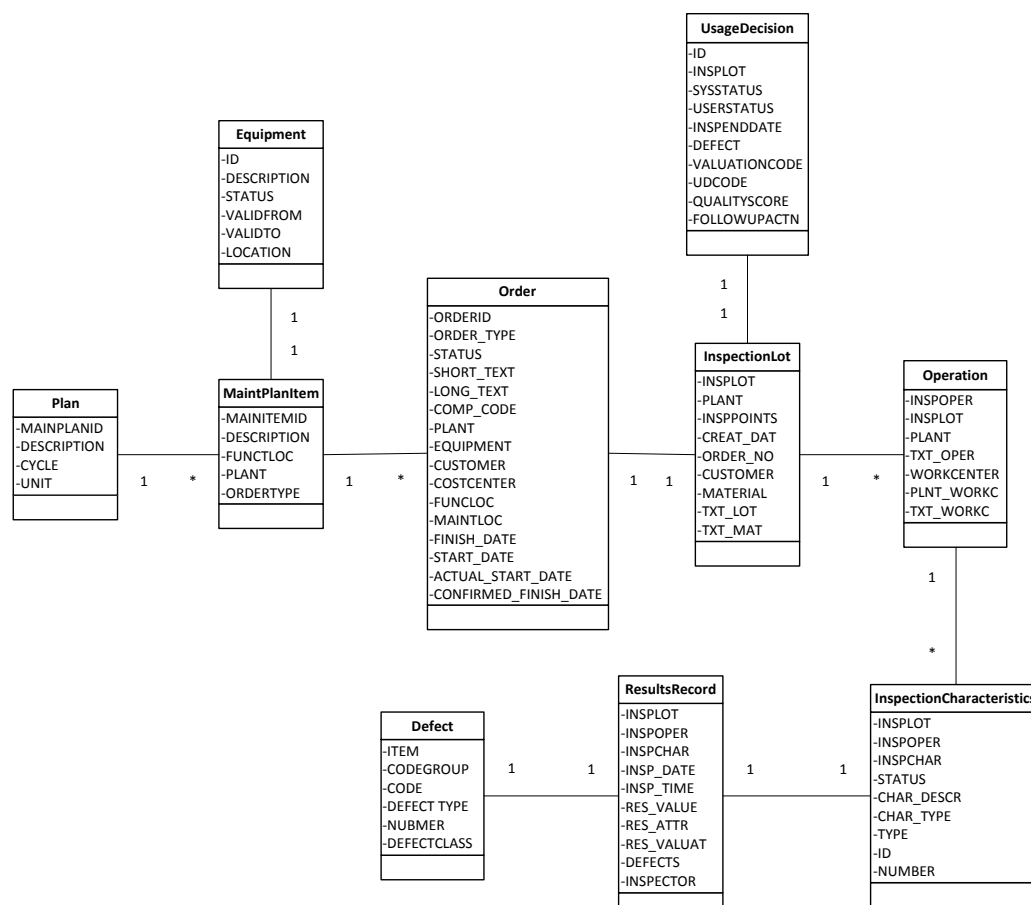 UsageDecision
-ID
-INSPLOT
-SYSSTATUS
-USERSTATUS
-INSPENDDATE
-DEFECT
-VALUATIONCODE
-UDCODE
-QUALITYSCORE
-FOLLOWUPACTN
Equipment
-ID
-DESCRIPTION
-STATUS
-VALIDFROM
-VALIDTO
-LOCATION
1
1
1
1
Order
-ORDERID
-ORDER_TYPE
-STATUS
-SHORT_TEXT
-LONG_TEXT
-COMP_CODE
-PLANT
-EQUIPMENT
-CUSTOMER
-COSTCENTER
-FUNCLOC
-MAINTLOC
-FINISH_DATE
-START_DATE
-ACTUAL_START_DATE
-CONFIRMED_FINISH_DATE
InspectionLot
-INSPLOT
-PLANT
-INSPPOINTS
-CREAT_DAT
-ORDER_NO
-CUSTOMER
-MATERIAL
-TXT_LOT
-TXT_MAT
Operation
-INSPOPER
-INSPLOT
-PLANT
-TXT_OPER
-WORKCENTER
-PLNT_WORKC
-TXT_WORKC
Plan
-MAINPLANID
-DESCRIPTION
-CYCLE
-UNIT
MaintPlanItem
-MAINITEMID
-DESCRIPTION
-FUNCTLOC
-PLANT
-ORDERTYPE
1 *
1 *
1 1
1 *
1
*
Defect
-ITEM
-CODEGROUP
-CODE
-DEFECT TYPE
-NUBMER
-DEFECTCLASS
1 1
ResultsRecord
-INSPLOT
-INSPOPER
-INSPCHAR
-INSP_DATE
-INSP_TIME
-RES_VALUE
-RES_ATTR
-RES_VALUAT
-DEFECTS
-INSPECTOR
1 1
InspectionCharacteristics
-INSPLOT
-INSPOPER
-INSPCHAR
-STATUS
-CHAR_DESCR
-CHAR_TYPE
-TYPE
-ID
-NUMBER